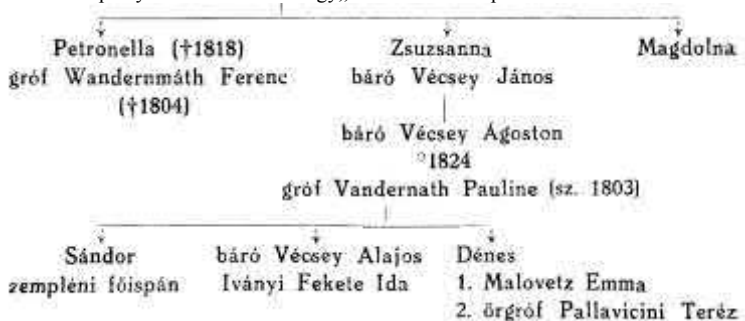 Petronella (†1818) Zsuzsanna Magdolna
gróf Wandernmáth Ferenc báró Vécsey János
(†1804)
báró Vécsey Ágoston
°1824
gróf Vandernath Pauline (sz. 1803)
Sándor báró Vécsey Alajos Dénes
zempléni főispán Iványi Fekete Ida 1. Malovetz Emma
2. őrgróf Pallavicini Teréz